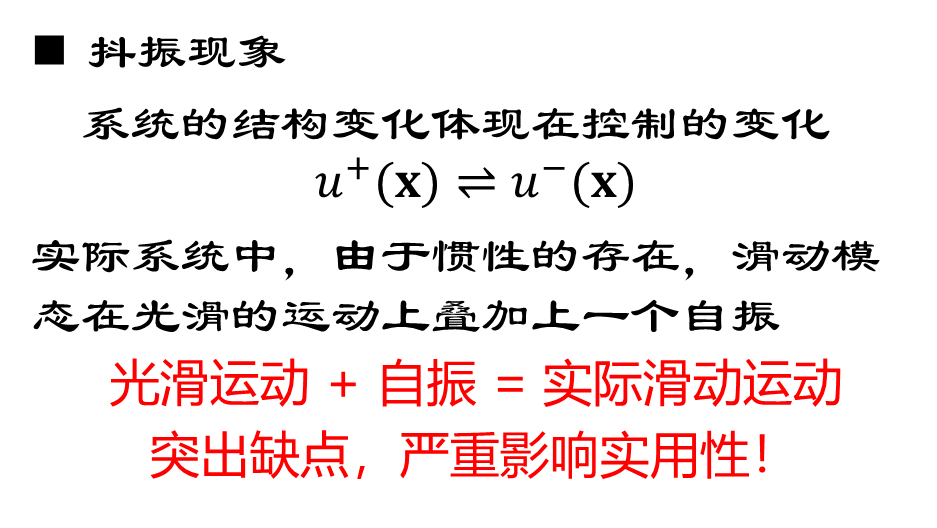 ■ 抖振现象
系统的结构变化体现在控制的变化
u⁺(x) ⇌ u⁻(x)
实际系统中，由于惯性的存在，滑动模
态在光滑的运动上叠加上一个自振
光滑运动 + 自振 = 实际滑动运动
突出缺点，严重影响实用性！